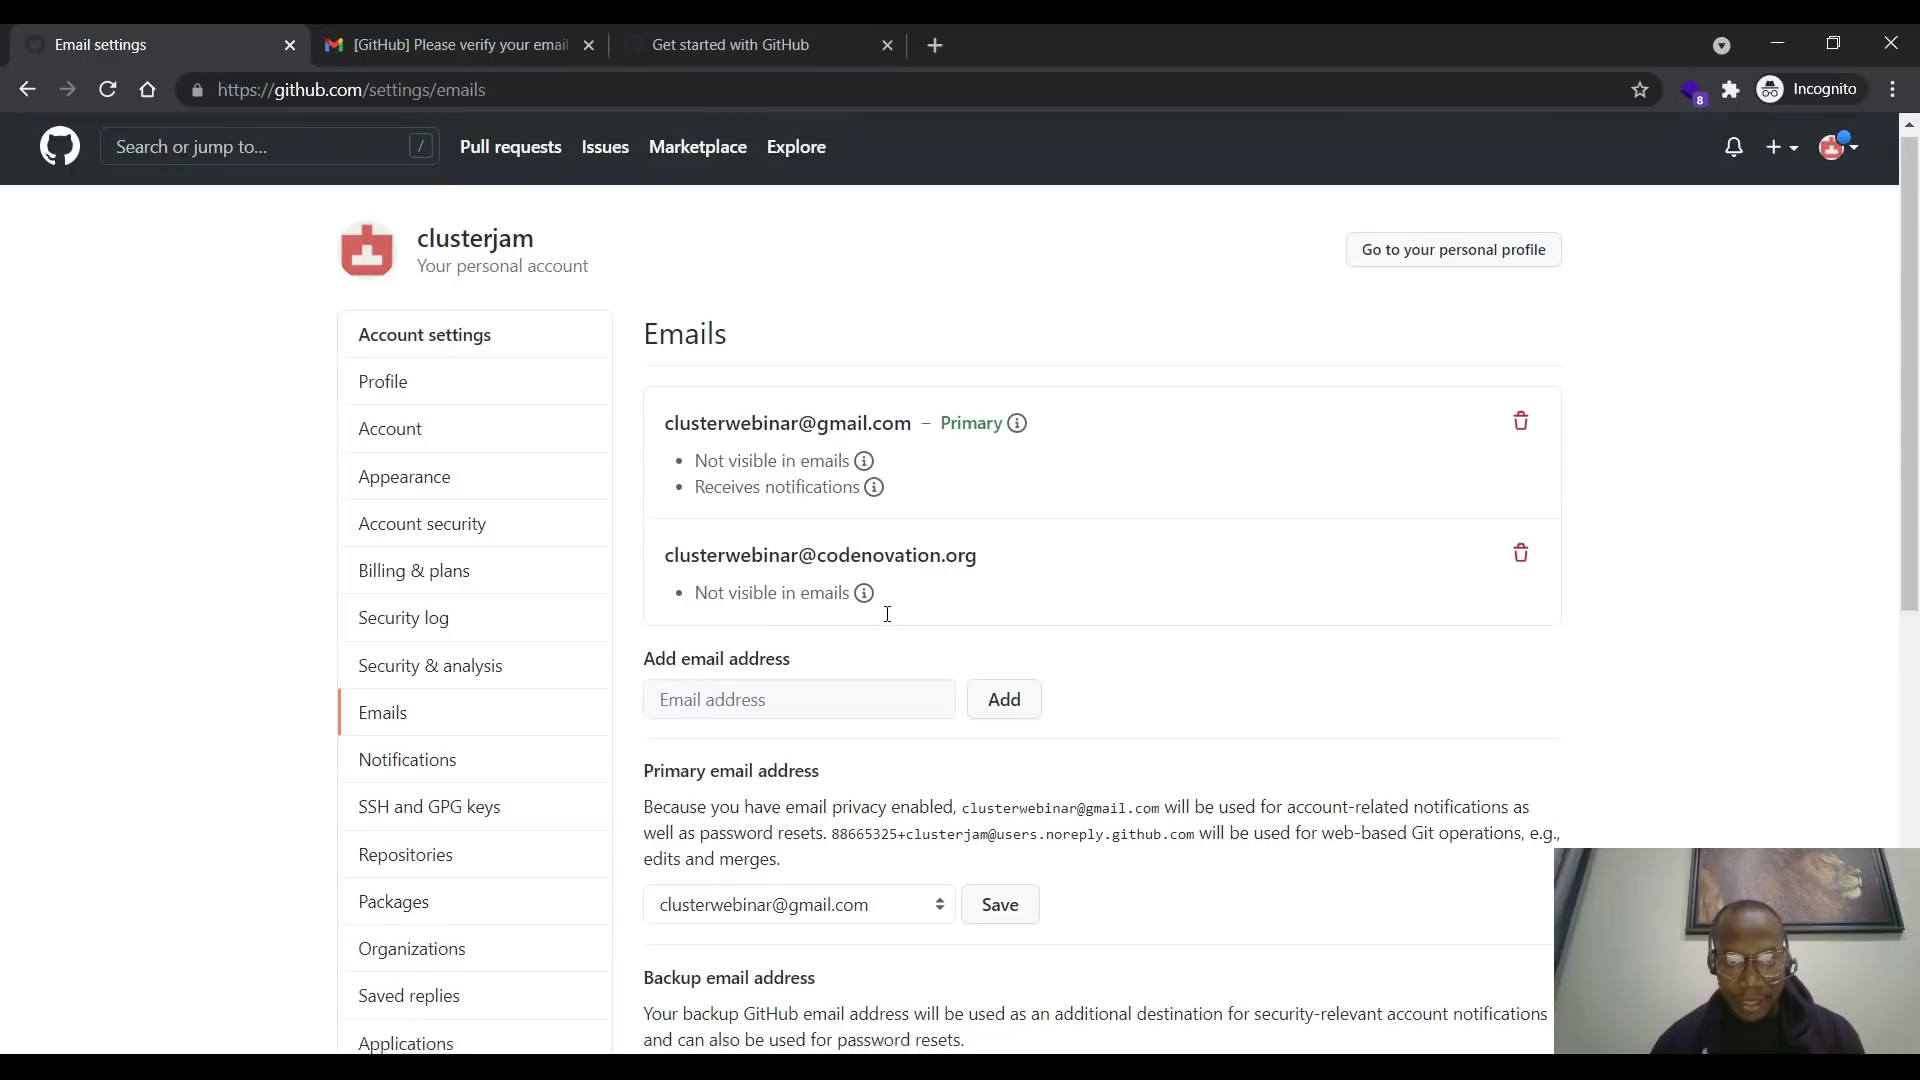 Email settings
[GitHub] Please verify your email
Get started with GitHub
https://github.com/settings/emails
8
Incognito
Search or jump to...
/
Pull requests
Issues
Marketplace
Explore
clusterjam
Your personal account
Go to your personal profile
Account settings
Profile
Account
Appearance
Account security
Billing & plans
Security log
Security & analysis
Emails
Notifications
SSH and GPG keys
Repositories
Packages
Organizations
Saved replies
Applications
Emails
clusterwebinar@gmail.com – Primary
Not visible in emails
Receives notifications
clusterwebinar@codenovation.org
Not visible in emails
Add email address
Email address
Add
Primary email address
Because you have email privacy enabled, clusterwebinar@gmail.com will be used for account-related notifications as
well as password resets. 88665325+clusterjam@users.noreply.github.com will be used for web-based Git operations, e.g.,
edits and merges.
clusterwebinar@gmail.com
Save
Backup email address
Your backup GitHub email address will be used as an additional destination for security-relevant account notifications
and can also be used for password resets.